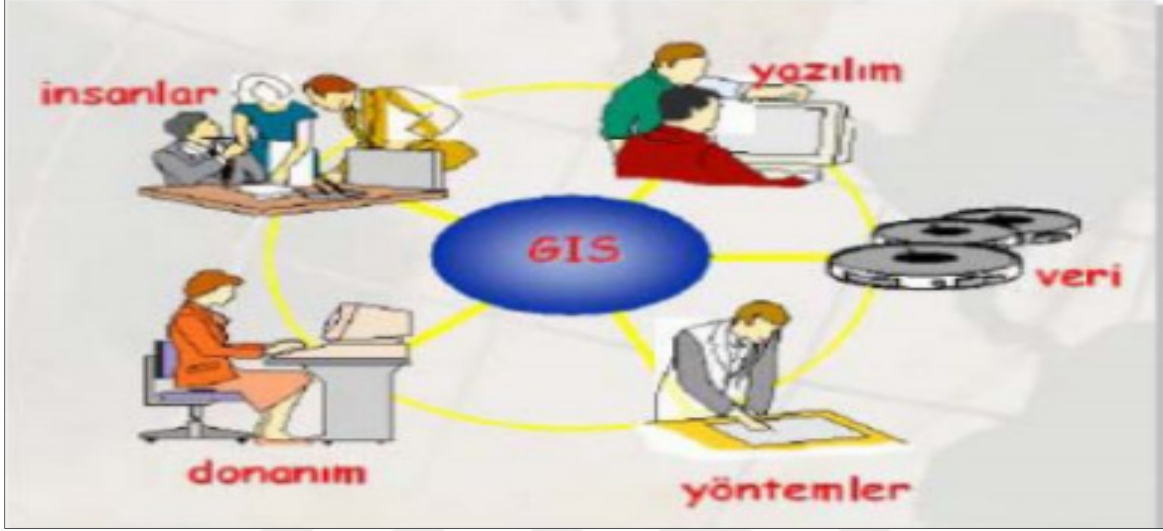 insanlar
yazılım
GIS
veri
donanım
yöntemler